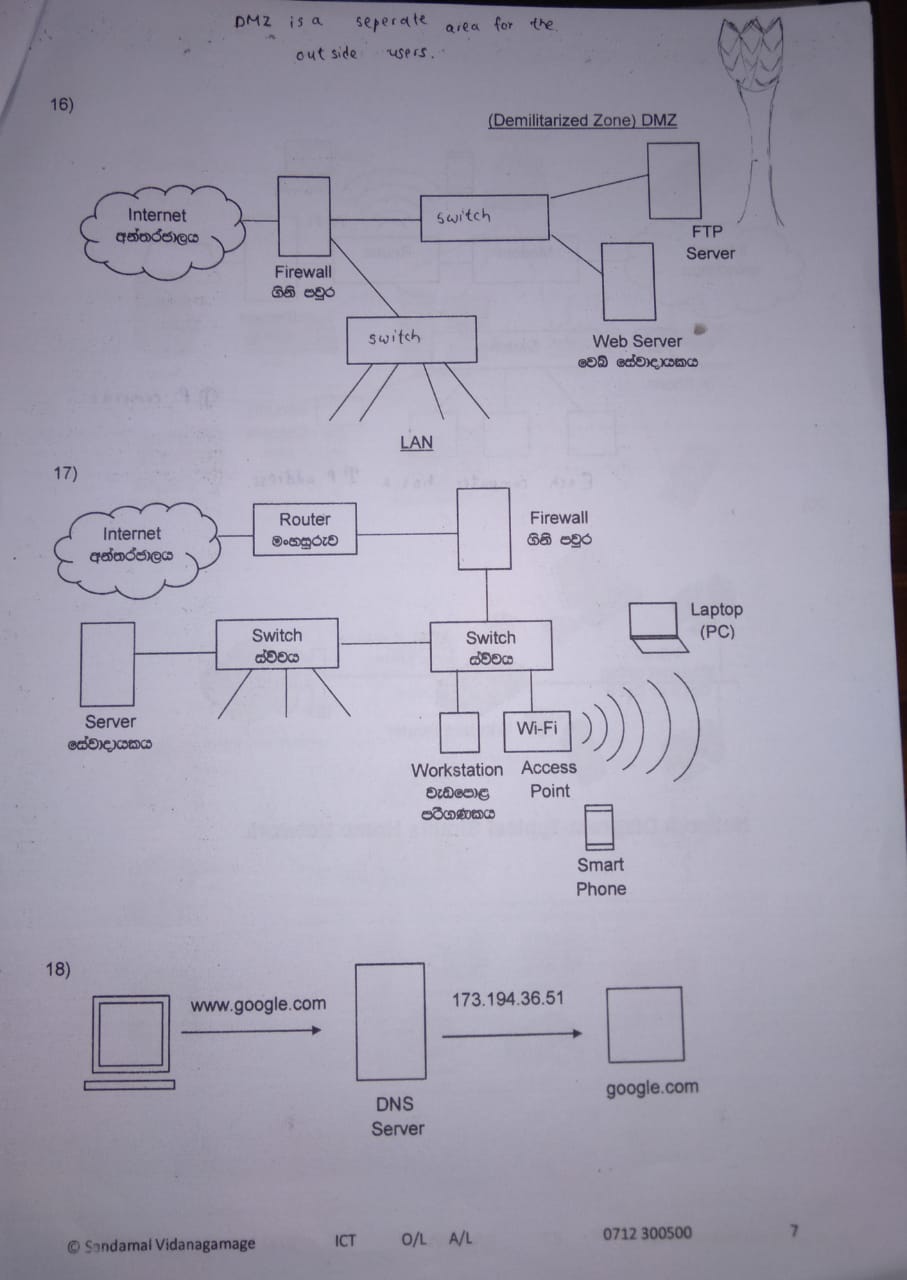 DMZ is a seperate area for the
out side users.
16)
(Demilitarized Zone) DMZ
Internet
අන්තර්ජාලය
Firewall
ගිනි පවුර
switch
FTP
Server
switch
Web Server
වෙබ් සේවාදායකය
LAN
17)
Internet
අන්තර්ජාලය
Router
මංහසුරුව
Firewall
ගිනි පවුර
Laptop
(PC)
Switch
ස්විචය
Switch
ස්විචය
Server
සේවාදායකය
Wi-Fi
Workstation
වැඩපොළ
පරිගණකය
Access
Point
Smart
Phone
18)
www.google.com
173.194.36.51
DNS
Server
google.com
© Sandamal Vidanagamage ICT O/L A/L 0712 300500 7